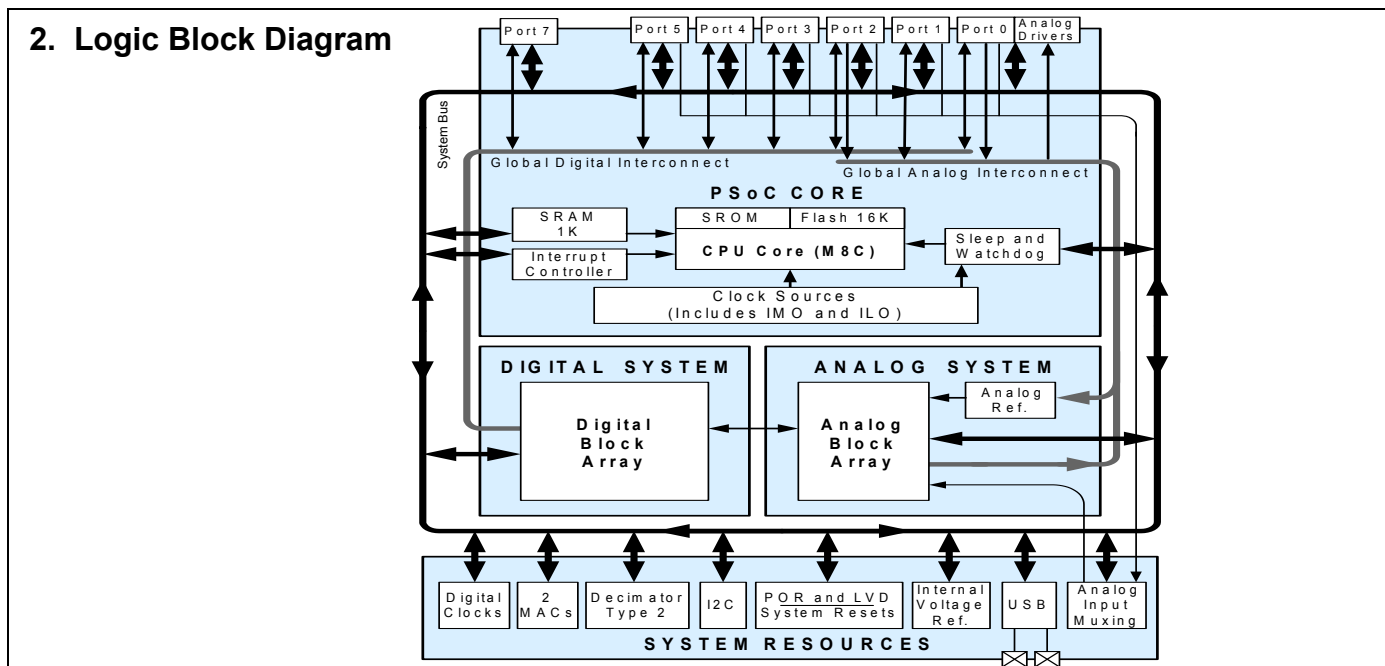 2. Logic Block Diagram
Port 7
Port 5
Port 4
Port 3
Port 2
Port 1
Port 0
Analog
Drivers
System Bus
Global Digital Interconnect
Global Analog Interconnect
PSoC CORE
SRAM
1K
SROM
Flash 16K
Interrupt
Controller
CPU Core (M8C)
Sleep and
Watchdog
Clock Sources
(Includes IMO and ILO)
DIGITAL SYSTEM
ANALOG SYSTEM
Digital
Block
Array
Analog
Block
Array
Analog
Ref.
Digital
Clocks
2
MACs
Decimator
Type 2
I2C
POR and LVD
System Resets
Internal
Voltage
Ref.
USB
Analog
Input
Muxing
SYSTEM RESOURCES